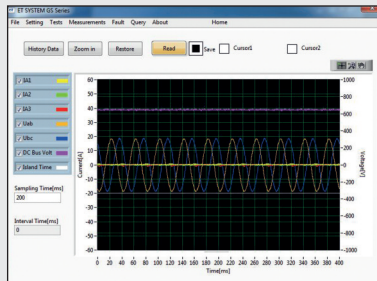 ET SYSTEM GS Series
File Setting Tests Measurements Fault Query About Home
History Data Zoom in Restore Read Save Cursor1 Cursor2
IA1
IA2
IA3
Uab
Ubc
DC Bus Volt
Island Time
Sampling Time[ms]
200
Interval Time[ms]
0
Current[A]
60
50
40
30
20
10
0
-10
-20
-30
-40
-50
-60
1000
800
600
400
200
0
-200
-400
-600
-800
-1000
Voltage[V]
0 20 40 60 80 100 120 140 160 180 200 220 240 260 280 300 320 340 360 380 400
Time[ms]